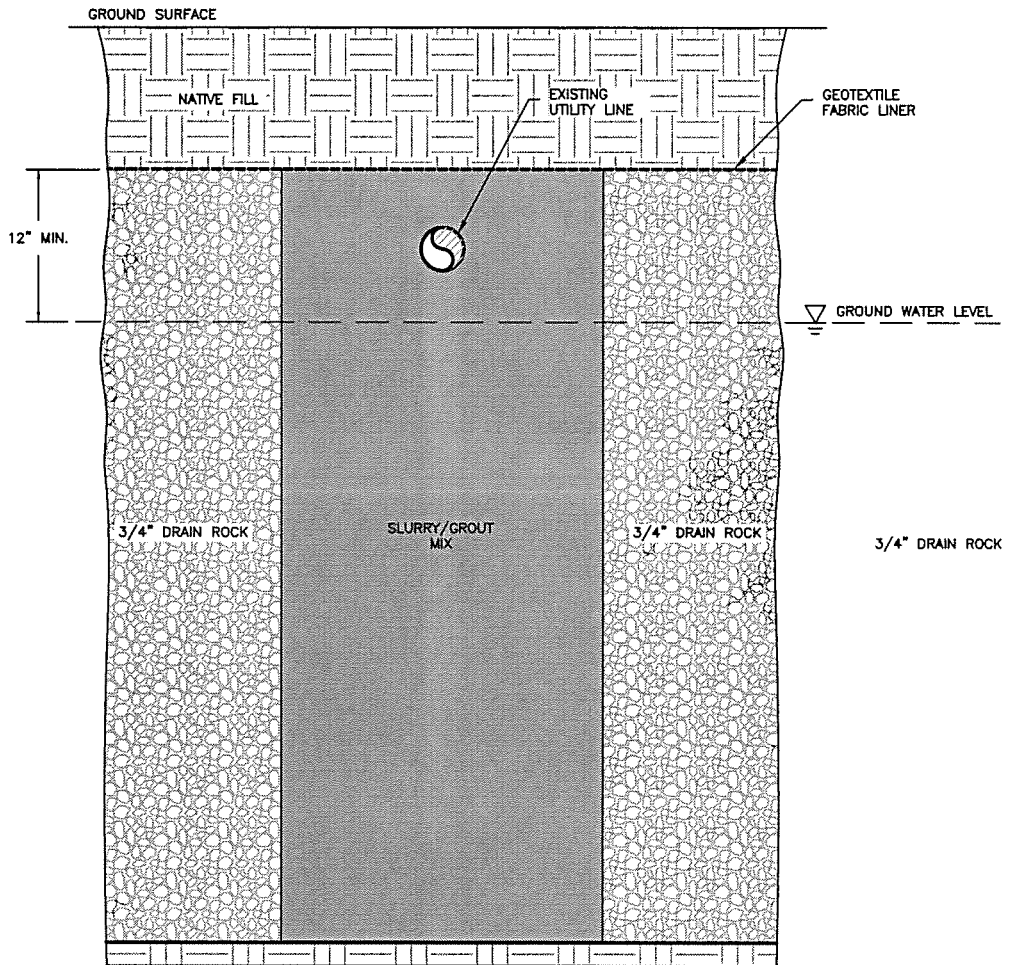 GROUND SURFACE
NATIVE FILL
EXISTING
UTILITY LINE
GEOTEXTILE
FABRIC LINER
12" MIN.
GROUND WATER LEVEL
3/4" DRAIN ROCK
SLURRY/GROUT
MIX
3/4" DRAIN ROCK
3/4" DRAIN ROCK